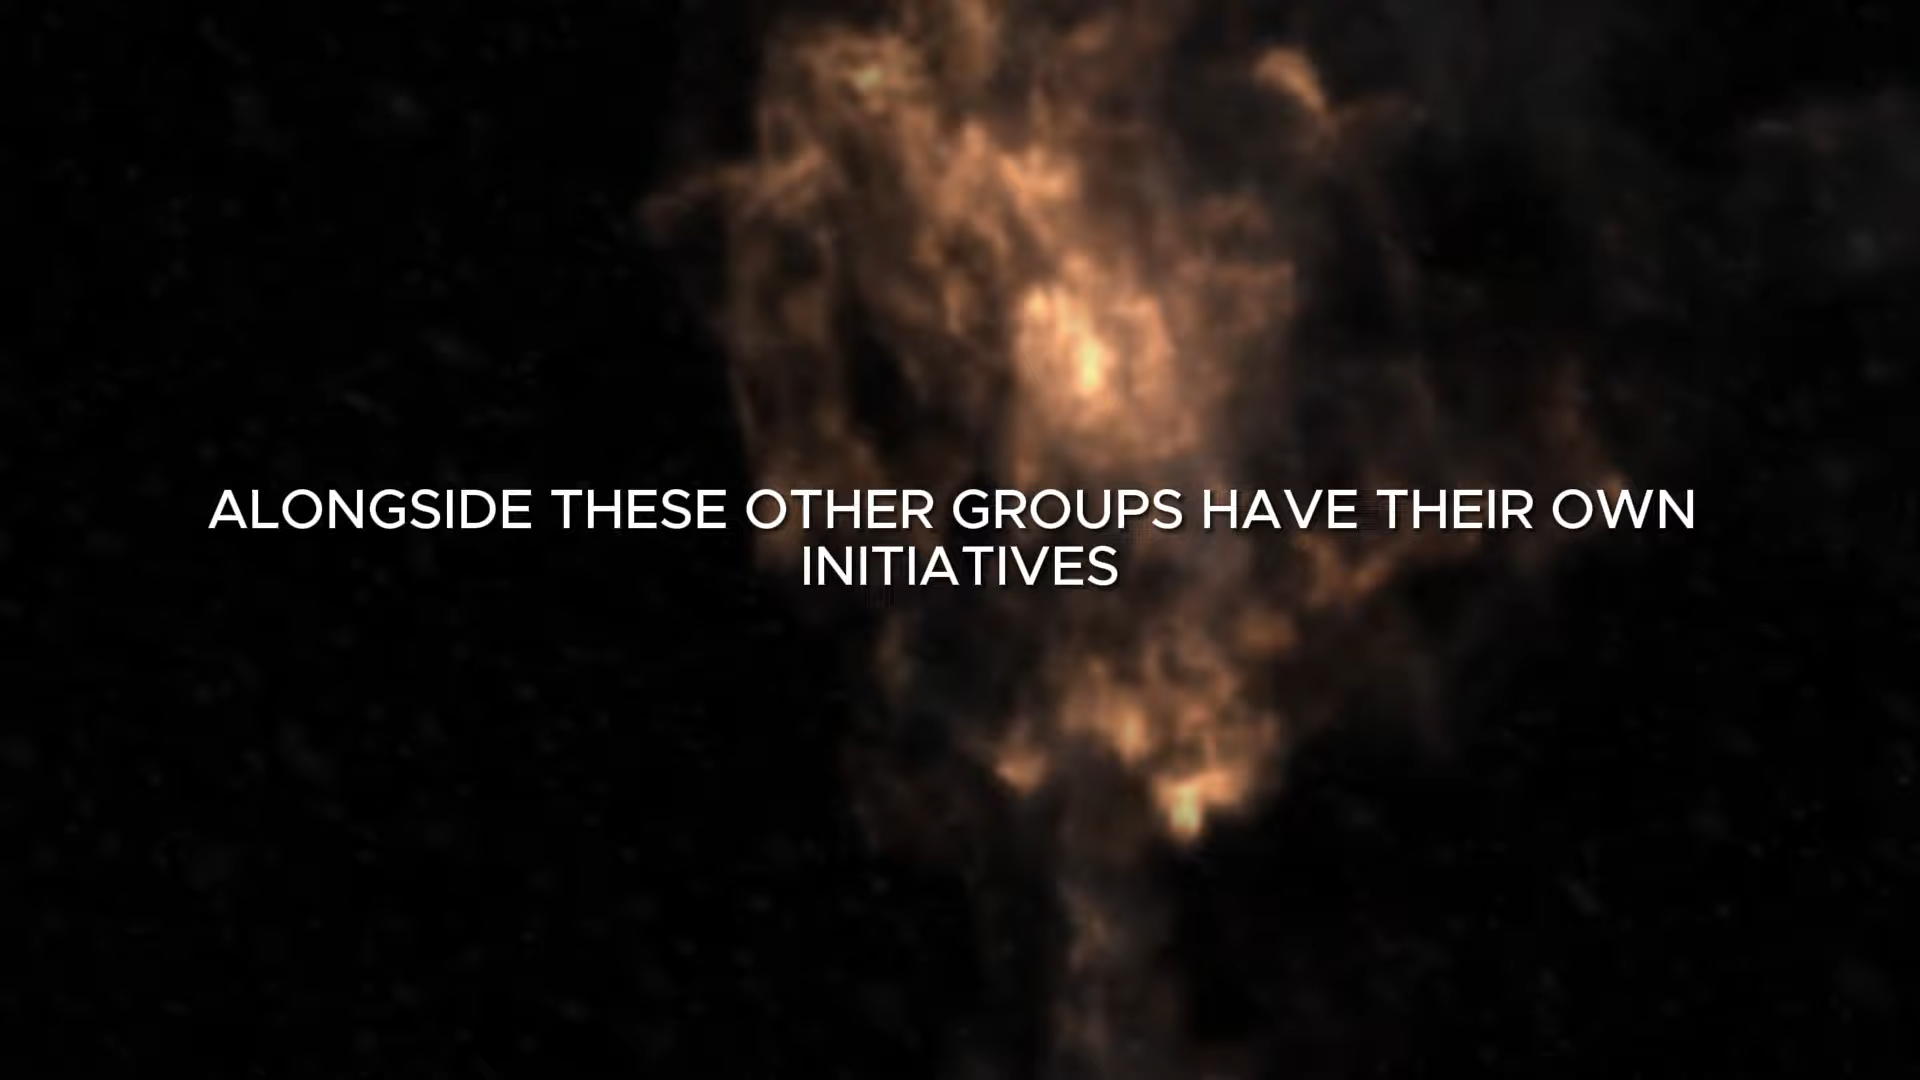 ALONGSIDE THESE OTHER GROUPS HAVE THEIR OWN
INITIATIVES